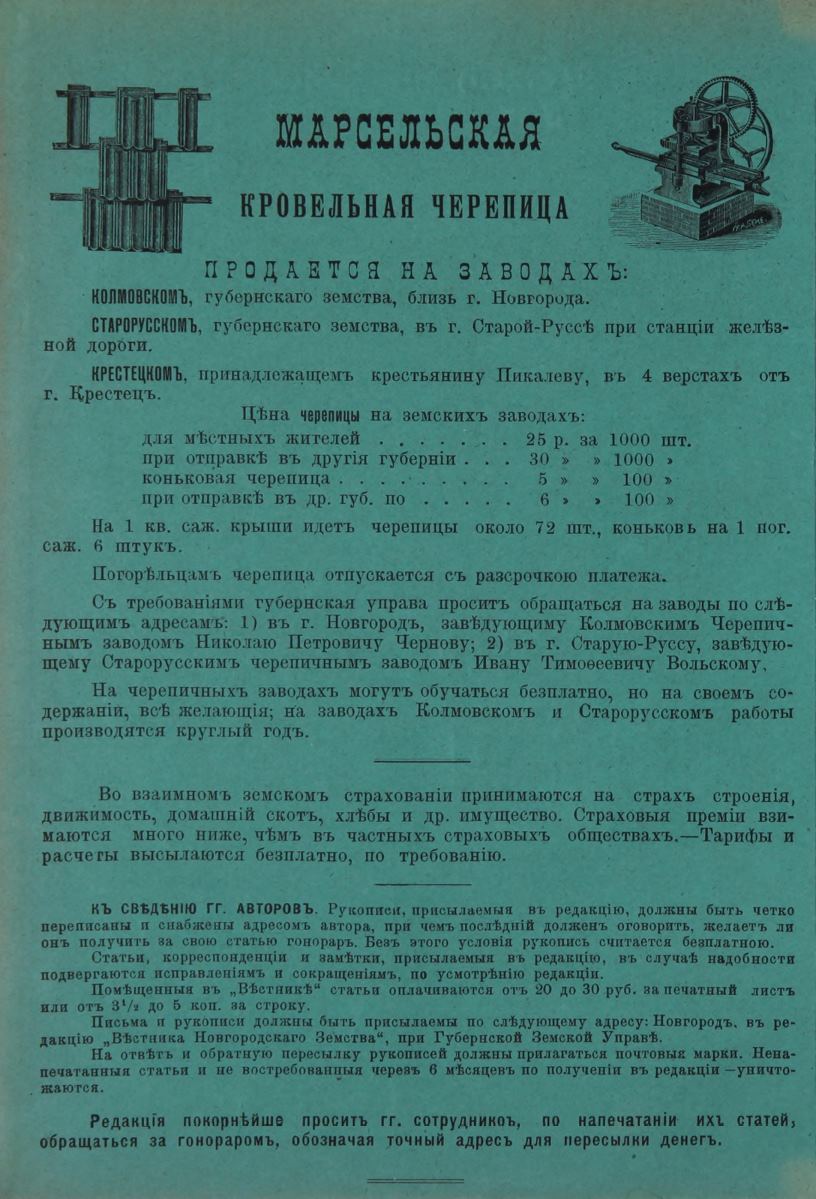 МАРСЕЛЬСКАЯ
КРОВЕЛЬНАЯ ЧЕРЕПИЦА
ПРОДАЕТСЯ НА ЗАВОДАХЪ:
КОЛМОВСКОМЪ, губернскаго земства, близь г. Новгорода.
СТАРОРУССКОМЪ, губернскаго земства, въ г. Старой-Руссѣ при станціи желѣз-
ной дороги.
КРЕСТЕЦКОМЪ, принадлежащемъ крестьянину Пикалеву, въ 4 верстахъ отъ
г. Крестецъ.
Цѣна черепицы на земскихъ заводахъ:
для мѣстныхъ жителей . . . . . . . 25 р. за 1000 шт.
при отправкѣ въ другія губерніи . . . 30 » » 1000 »
коньковая черепица . . . . . . . . . . 5 » » 100 »
при отправкѣ въ др. губ. по . . . . . 6 » » 100 »
На 1 кв. саж. крыши идетъ черепицы около 72 шт., коньковь на 1 пог.
саж. 6 штукъ.
Погорѣльцамъ черепица отпускается съ разсрочкою платежа.
Съ требованіями губернская управа проситъ обращаться на заводы по слѣ-
дующимъ адресамъ: 1) въ г. Новгородъ, завѣдующиму Колмовскимъ Черепич-
нымъ заводомъ Николаю Петровичу Чернову; 2) въ г. Старую-Руссу, завѣдую-
щему Старорусскимъ черепичнымъ заводомъ Ивану Тимоѳеевичу Вольскому.
На черепичныхъ заводахъ могутъ обучаться безплатно, но на своемъ со-
держаніи, всѣ желающія; на заводахъ Колмовскомъ и Старорусскомъ работы
производятся круглый годъ.
Во взаимномъ земскомъ страхованіи принимаются на страхъ строенія,
движимость, домашній скотъ, хлѣбы и др. имущество. Страховыя преміи взи-
маются много ниже, чѣмъ въ частныхъ страховыхъ обществахъ.—Тарифы и
расчеты высылаются безплатно, по требованію.
КЪ СВѢДѢНІЮ ГГ. АВТОРОВЪ. Рукописи, присылаемыя въ редакцію, должны быть четко
переписаны и снабжены адресомъ автора, при чемъ послѣдній долженъ оговорить, желаетъ ли
онъ получить за свою статью гонораръ. Безъ этого условія рукопись считается безплатною.
Статьи, корреспонденціи и замѣтки, присылаемыя въ редакцію, въ случаѣ надобности
подвергаются исправленіямъ и сокращеніямъ, по усмотрѣнію редакціи.
Помѣщенныя въ „Вѣстникѣ“ статьи оплачиваются отъ 20 до 30 руб. за печатный листъ
или отъ 3½ до 5 коп. за строку.
Письма и рукописи должны быть присылаемы по слѣдующему адресу: Новгородъ, въ ре-
дакцію „Вѣстника Новгородскаго Земства“, при Губернской Земской Управѣ.
На отвѣтъ и обратную пересылку рукописей должны прилагаться почтовыя марки. Нена-
печатанныя статьи и не востребованныя черезъ 6 мѣсяцевъ по полученіи въ редакціи—уничто-
жаются.
Редакція покорнѣйше проситъ гг. сотрудниковъ, по напечатаніи ихъ статей,
обращаться за гонораромъ, обозначая точный адресъ для пересылки денегъ.